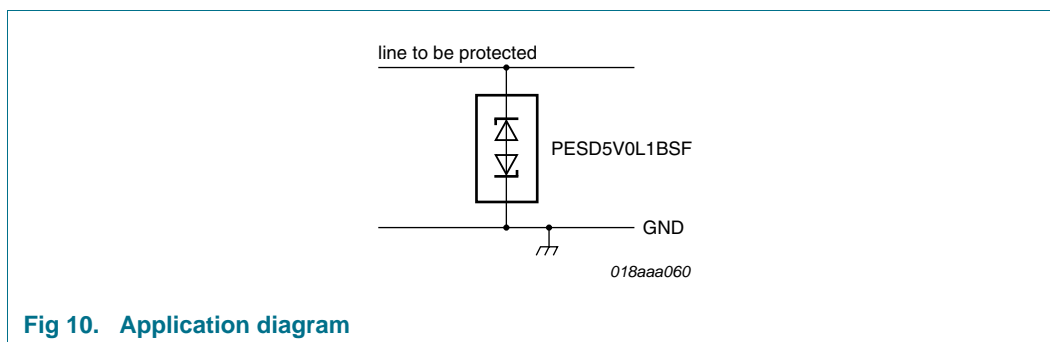 line to be protected
PESD5V0L1BSF
GND
018aaa060
Fig 10. Application diagram